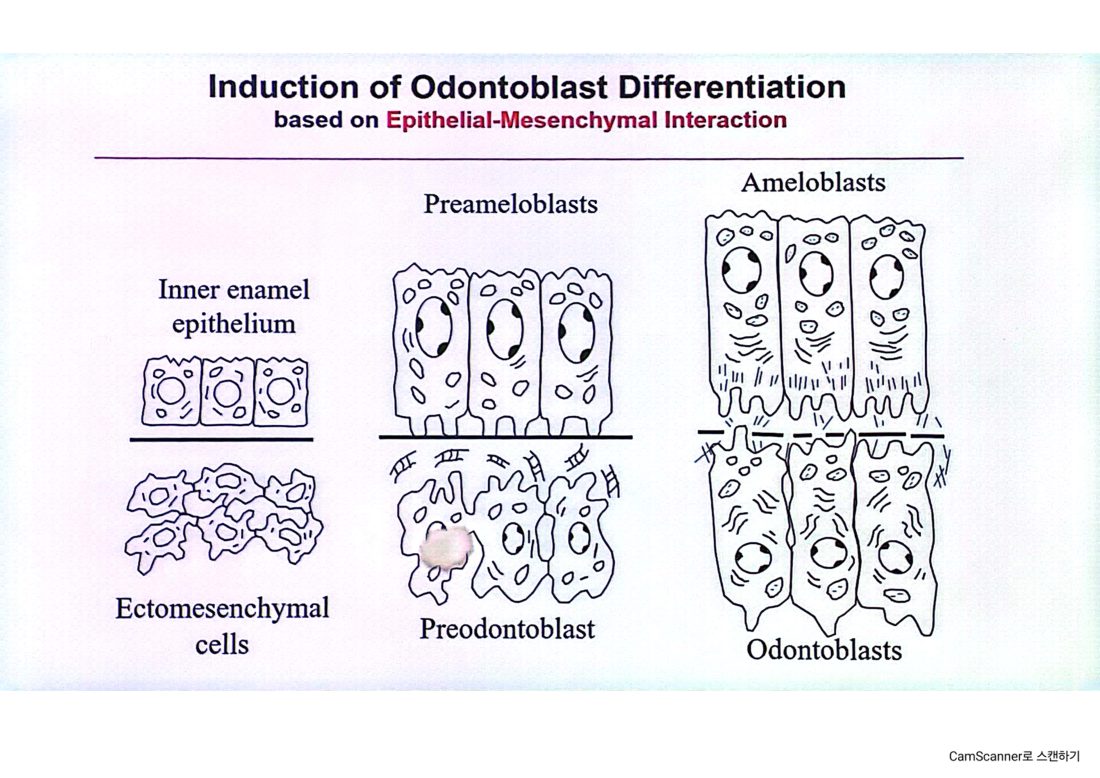 Induction of Odontoblast Differentiation
based on Epithelial-Mesenchymal Interaction
Inner enamel
epithelium
Preameloblasts
Ameloblasts
Ectomesenchymal
cells
Preodontoblast
Odontoblasts
CamScanner로 스캔하기